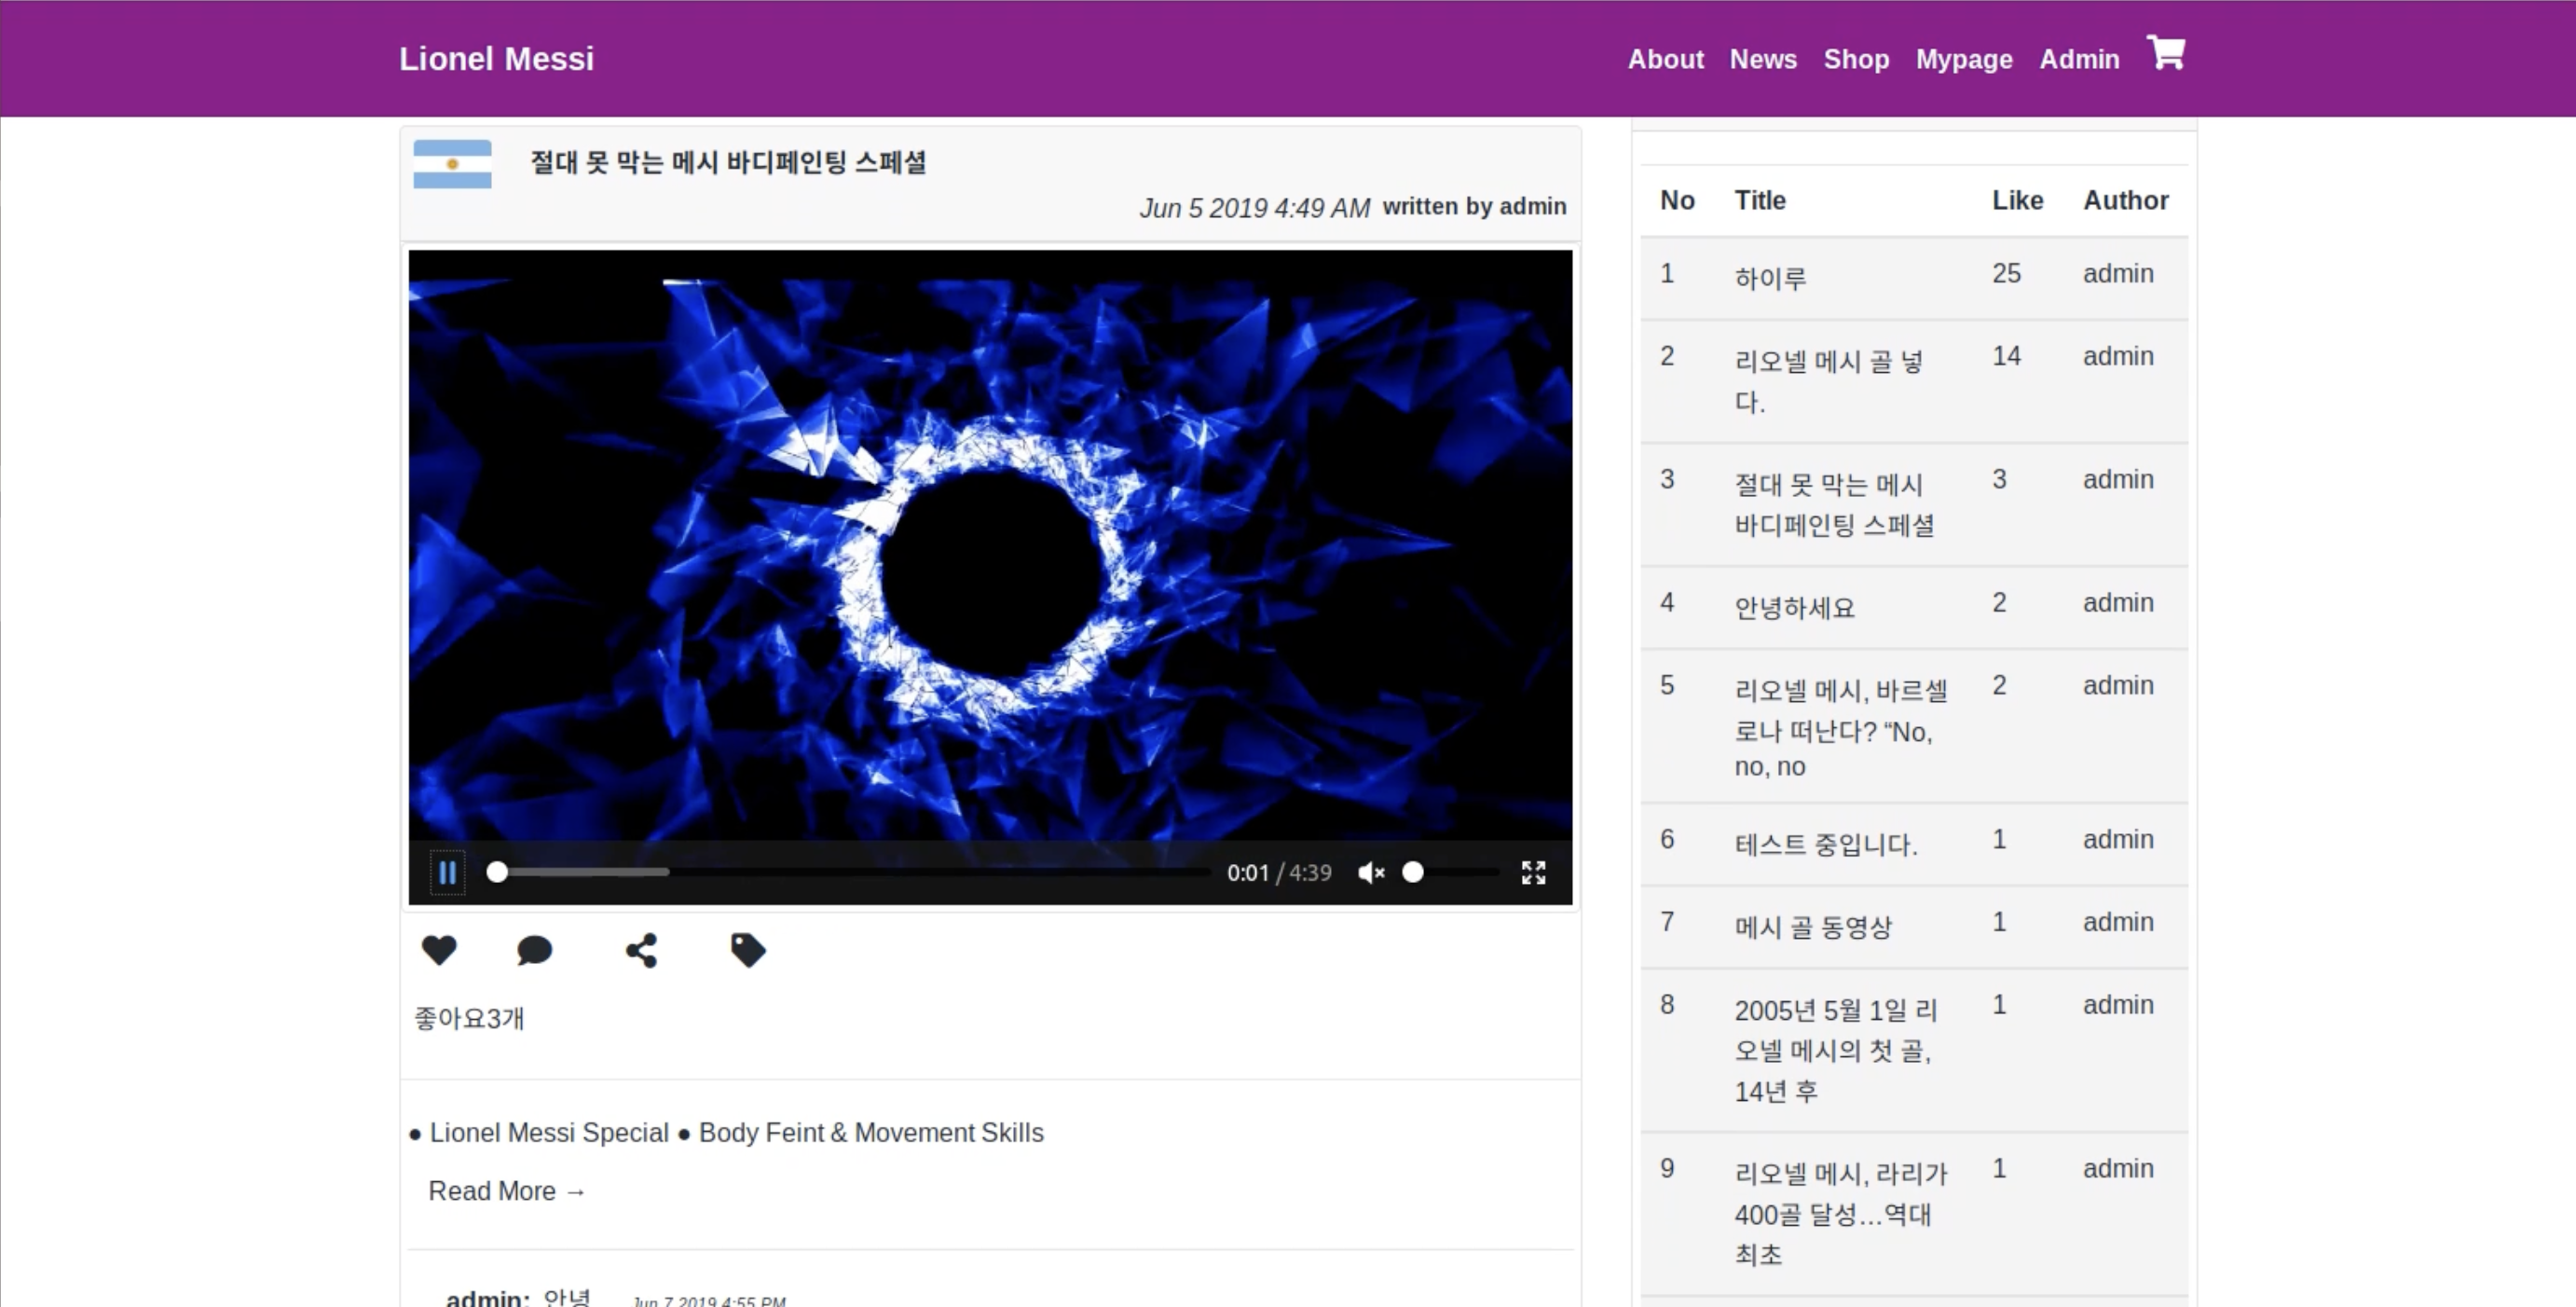 Lionel Messi
About News Shop Mypage Admin
절대 못 막는 메시 바디페인팅 스페셜
Jun 5 2019 4:49 AM written by admin
0:01 / 4:39
좋아요3개
● Lionel Messi Special ● Body Feint & Movement Skills
Read More →
admin: 안녕 Jun 7 2019 4:55 PM
No Title Like Author
1 하이루 25 admin
2 리오넬 메시 골 넣 14 admin
다.
3 절대 못 막는 메시 3 admin
바디페인팅 스페셜
4 안녕하세요 2 admin
5 리오넬 메시, 바르셀 2 admin
로나 떠난다? “No,
no, no
6 테스트 중입니다. 1 admin
7 메시 골 동영상 1 admin
8 2005년 5월 1일 리 1 admin
오넬 메시의 첫 골,
14년 후
9 리오넬 메시, 라리가 1 admin
400골 달성…역대
최초